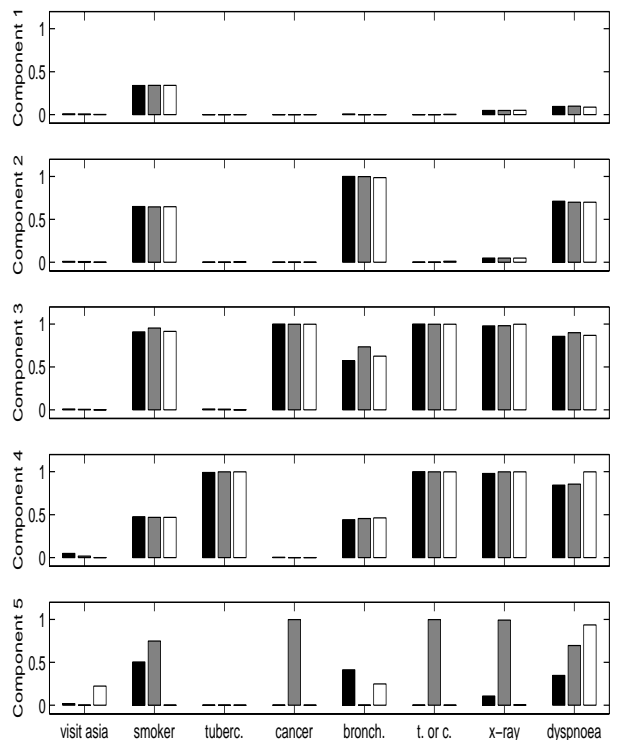 Component 1
1
0.5
0
Component 2
1
0.5
0
Component 3
1
0.5
0
Component 4
1
0.5
0
Component 5
1
0.5
0
visit asia smoker tuberc. cancer bronch. t. or c. x-ray dyspnoea